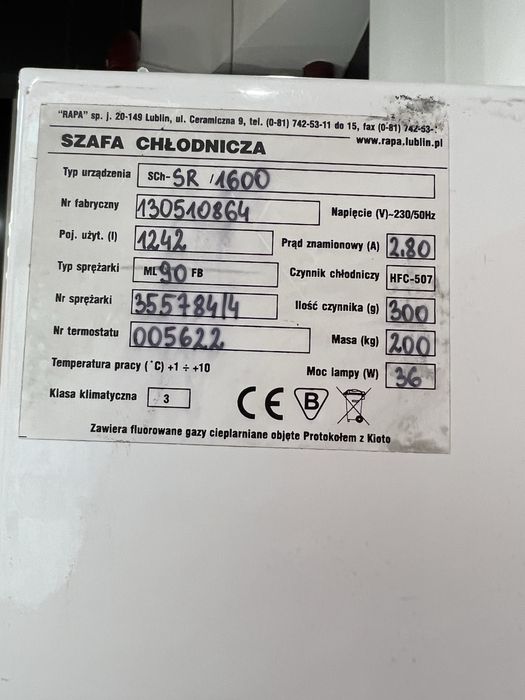 "RAPA" sp. j. 20-149 Lublin, ul. Ceramiczna 9, tel. (0-81) 742-53-11 do 15, fax (0-81) 742-53-
SZAFA CHŁODNICZA www.rapa.lublin.pl
Typ urządzenia SCh-SR /1600
Nr fabryczny 130510864 Napięcie (V)~230/50Hz
Poj. użyt. (l) 1242 Prąd znamionowy (A) 2.80
Typ sprężarki ML 90 FB Czynnik chłodniczy HFC-507
Nr sprężarki 35578414 Ilość czynnika (g) 300
Nr termostatu 005622 Masa (kg) 200
Temperatura pracy (°C) +1 ÷ +10 Moc lampy (W) 36
Klasa klimatyczna 3 CE B
Zawiera fluorowane gazy cieplarniane objęte Protokołem z Kioto